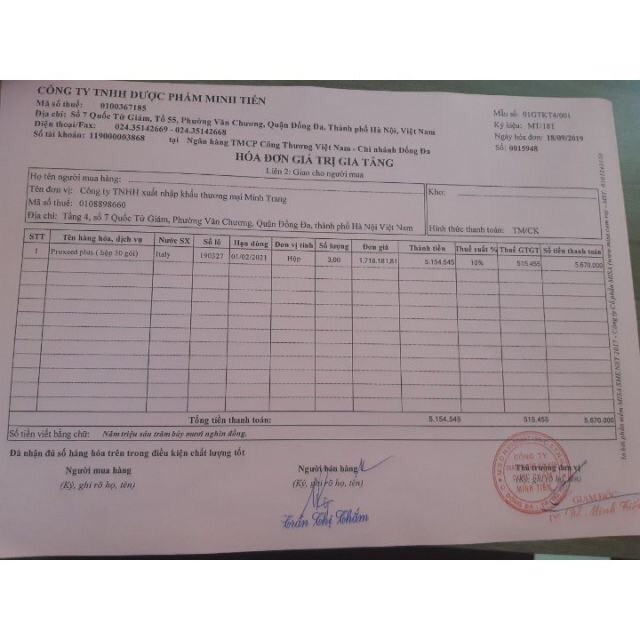 CÔNG TY TNHH DƯỢC PHẨM MINH TIẾN
Mã số thuế: 0100367185
Địa chỉ: Số 7 Quốc Tử Giám, Tổ 55, Phường Văn Chương, Quận Đống Đa, Thành phố Hà Nội, Việt Nam
Điện thoại/Fax: 024.35142669 - 024.35142668
Số tài khoản: 119000003868 tại Ngân hàng TMCP Công Thương Việt Nam - Chi nhánh Đống Đa
Mẫu số: 01GTKT4/001
Ký hiệu: MT/18T
Ngày hóa đơn: 18/09/2019
Số: 0015948
HÓA ĐƠN GIÁ TRỊ GIA TĂNG
Liên 2: Giao cho người mua
Họ tên người mua hàng:
Tên đơn vị: Công ty TNHH xuất nhập khẩu thương mại Minh Trang
Mã số thuế: 0108898660
Địa chỉ: Tầng 4, số 7 Quốc Tử Giám, Phường Văn Chương, Quận Đống Đa, thành phố Hà Nội Việt Nam
Kho:
Hình thức thanh toán: TM/CK
STT Tên hàng hóa, dịch vụ Nước SX Số lô Hạn dùng Đơn vị tính Số lượng Đơn giá Thành tiền Thuế suất % Thuế GTGT Số tiền thanh toán
1 Proxeed plus ( hộp 30 gói) Italy 190327 01/02/2021 Hộp 3,00 1.718.181,81 5.154.545 10% 515.455 5.670.000
Tổng tiền thanh toán: 5.154.545 515.455 5.670.000
Số tiền viết bằng chữ: Năm triệu sáu trăm bảy mươi nghìn đồng.
Đã nhận đủ số hàng hóa trên trong điều kiện chất lượng tốt
Người mua hàng
(Ký, ghi rõ họ, tên)
Người bán hàng
(Ký, ghi rõ họ, tên)
Trần Thị Thắm
Thủ trưởng đơn vị
(Ký, ghi rõ họ, tên)
CÔNG TY
MINH TIẾN
GIÁM ĐỐC